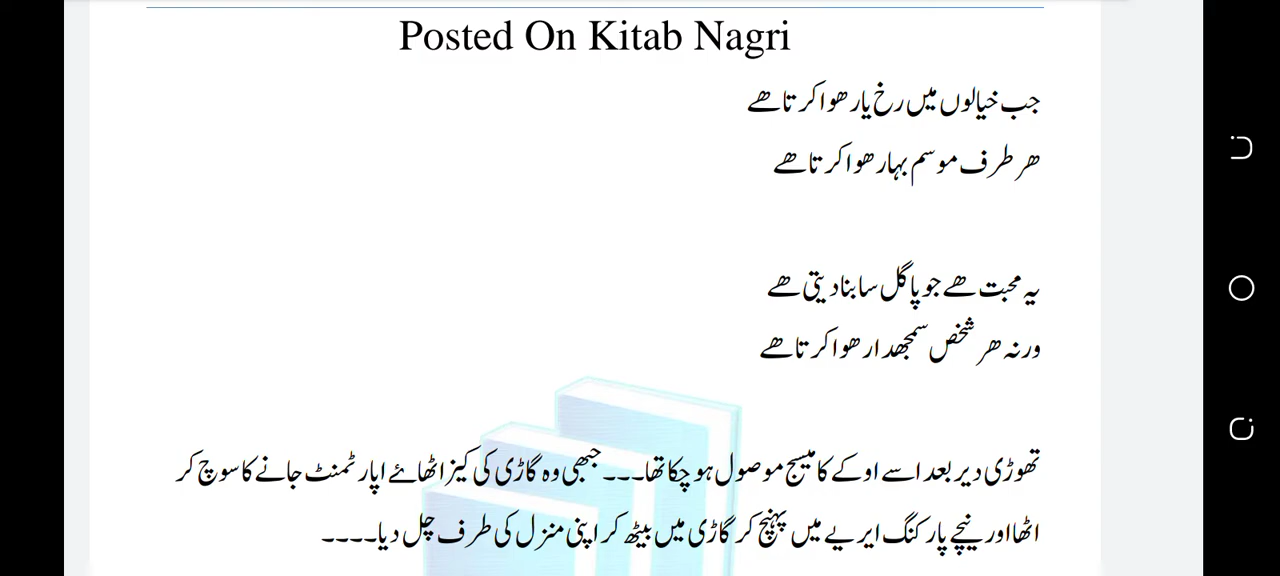 Posted On Kitab Nagri
جب خیالوں میں رخ یار ھوا کرتا ھے
ھر طرف موسم بہار ھوا کرتا ھے
یہ محبت ھے جو پاگل سا بنا دیتی ھے
ورنہ ھر شخص سمجھدار ھوا کرتا ھے
تھوڑی دیر بعد اسے اوکے کا میسج موصول ہو چکا تھا۔۔۔۔ جبھی وہ گاڑی کی کیز اٹھائے اپارٹمنٹ جانے کا سوچ کر
اٹھا اور نیچے پارکنگ ایریے میں پہنچ کر گاڑی میں بیٹھ کر اپنی منزل کی طرف چل دیا۔۔۔۔